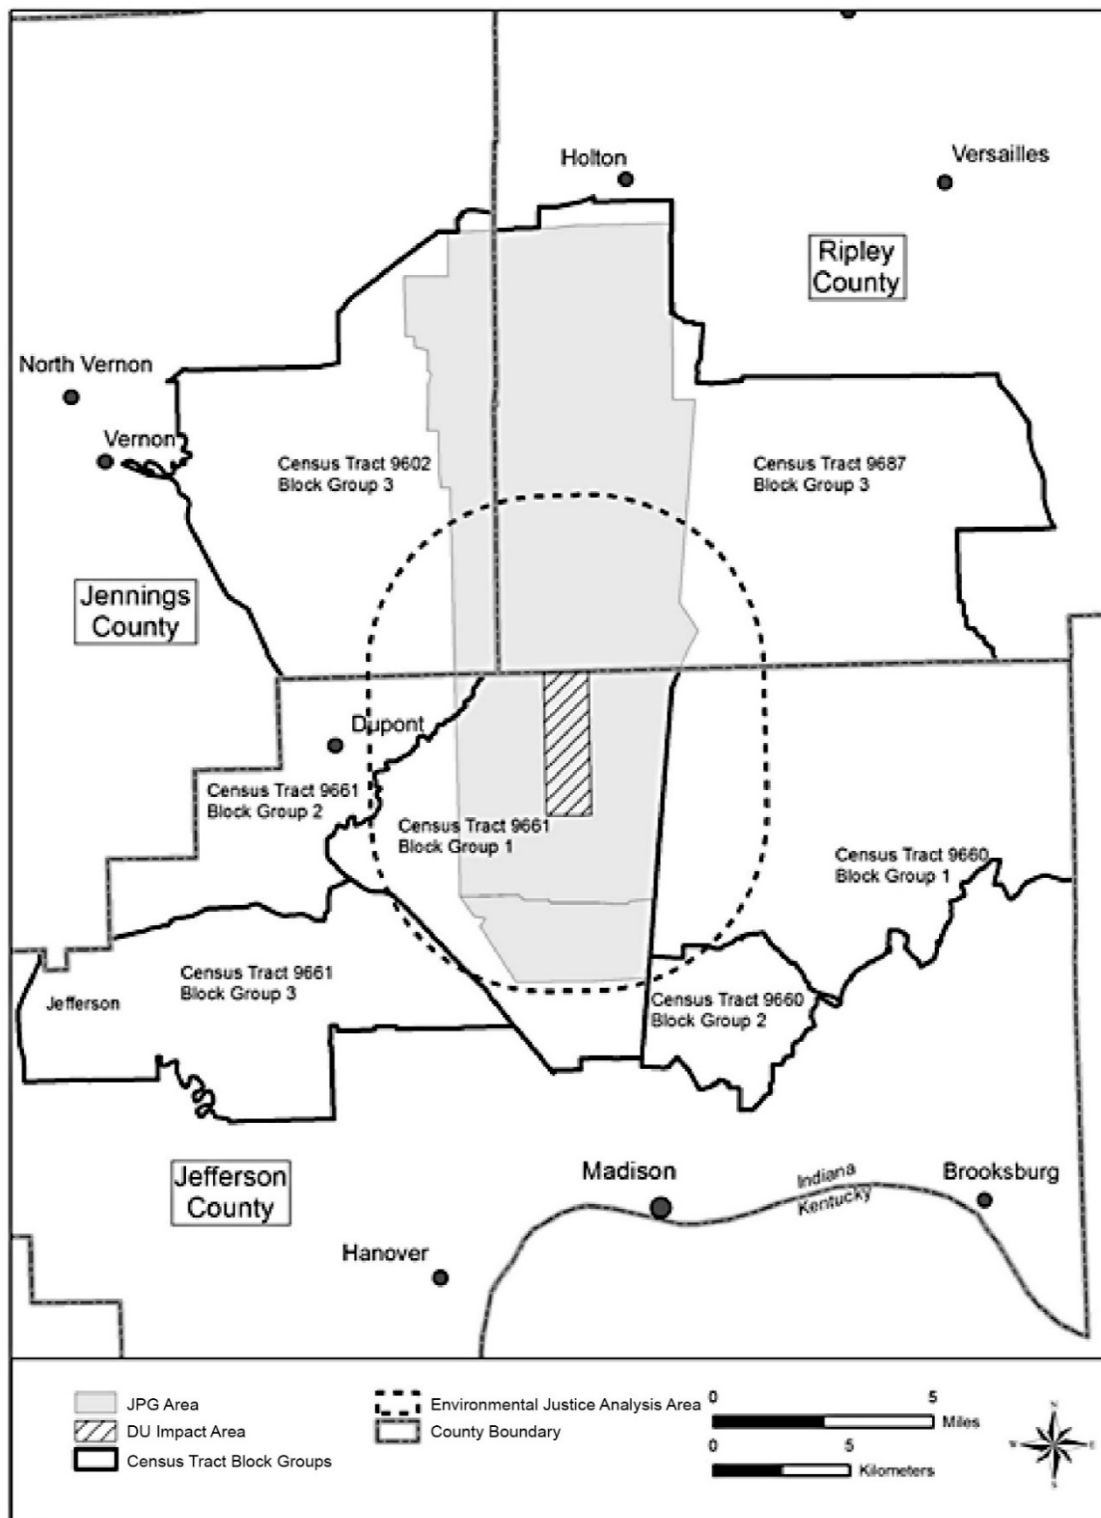 Holton
Versailles
Ripley
County
North Vernon
Vernon
Census Tract 9602
Block Group 3
Census Tract 9687
Block Group 3
Jennings
County
Dupont
Census Tract 9661
Block Group 2
Census Tract 9661
Block Group 1
Census Tract 9660
Block Group 1
Census Tract 9661
Block Group 3
Jefferson
Census Tract 9660
Block Group 2
Jefferson
County
Madison
Indiana
Kentucky
Brooksburg
Hanover
JPG Area
DU Impact Area
Census Tract Block Groups
Environmental Justice Analysis Area
County Boundary
0 5
Miles
0 5
Kilometers
N
W E
S